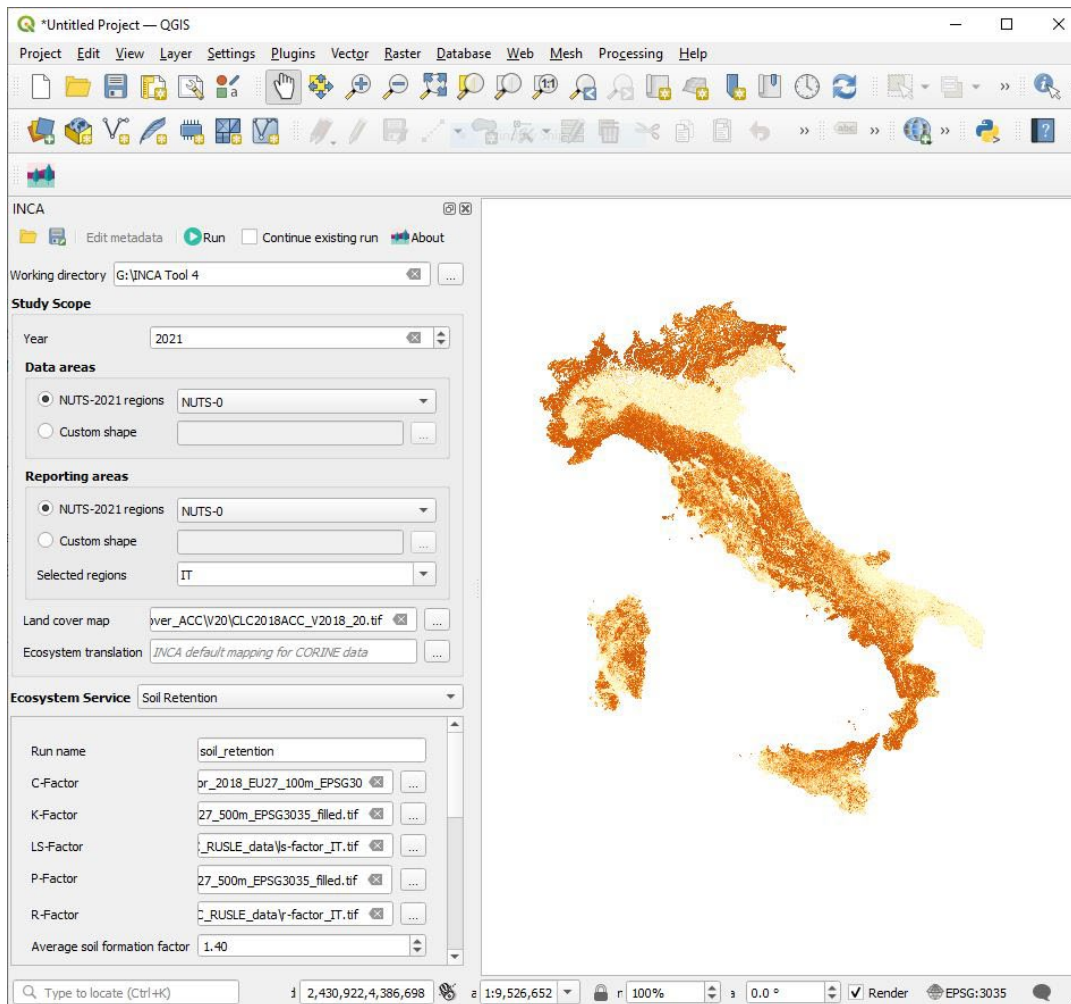 *Untitled Project — QGIS
Project Edit View Layer Settings Plugins Vector Raster Database Web Mesh Processing Help
a
1:1
»
abc » » ?
INCA
Edit metadata Run Continue existing run About
Working directory G:\INCA Tool 4 ...
Study Scope
Year 2021
Data areas
NUTS-2021 regions NUTS-0
Custom shape ...
Reporting areas
NUTS-2021 regions NUTS-0
Custom shape ...
Selected regions IT
Land cover map over_ACC\V20\CLC2018ACC_V2018_20.tif ...
Ecosystem translation INCA default mapping for CORINE data ...
Ecosystem Service Soil Retention
Run name soil_retention
C-Factor or_2018_EU27_100m_EPSG30 ...
K-Factor 27_500m_EPSG3035_filled.tif ...
LS-Factor C_RUSLE_data\ls-factor_IT.tif ...
P-Factor 27_500m_EPSG3035_filled.tif ...
R-Factor C_RUSLE_data\r-factor_IT.tif ...
Average soil formation factor 1.40
Type to locate (Ctrl+K) 2,430,922,4,386,698 a 1:9,526,652 r 100% 0.0 ° Render EPSG:3035